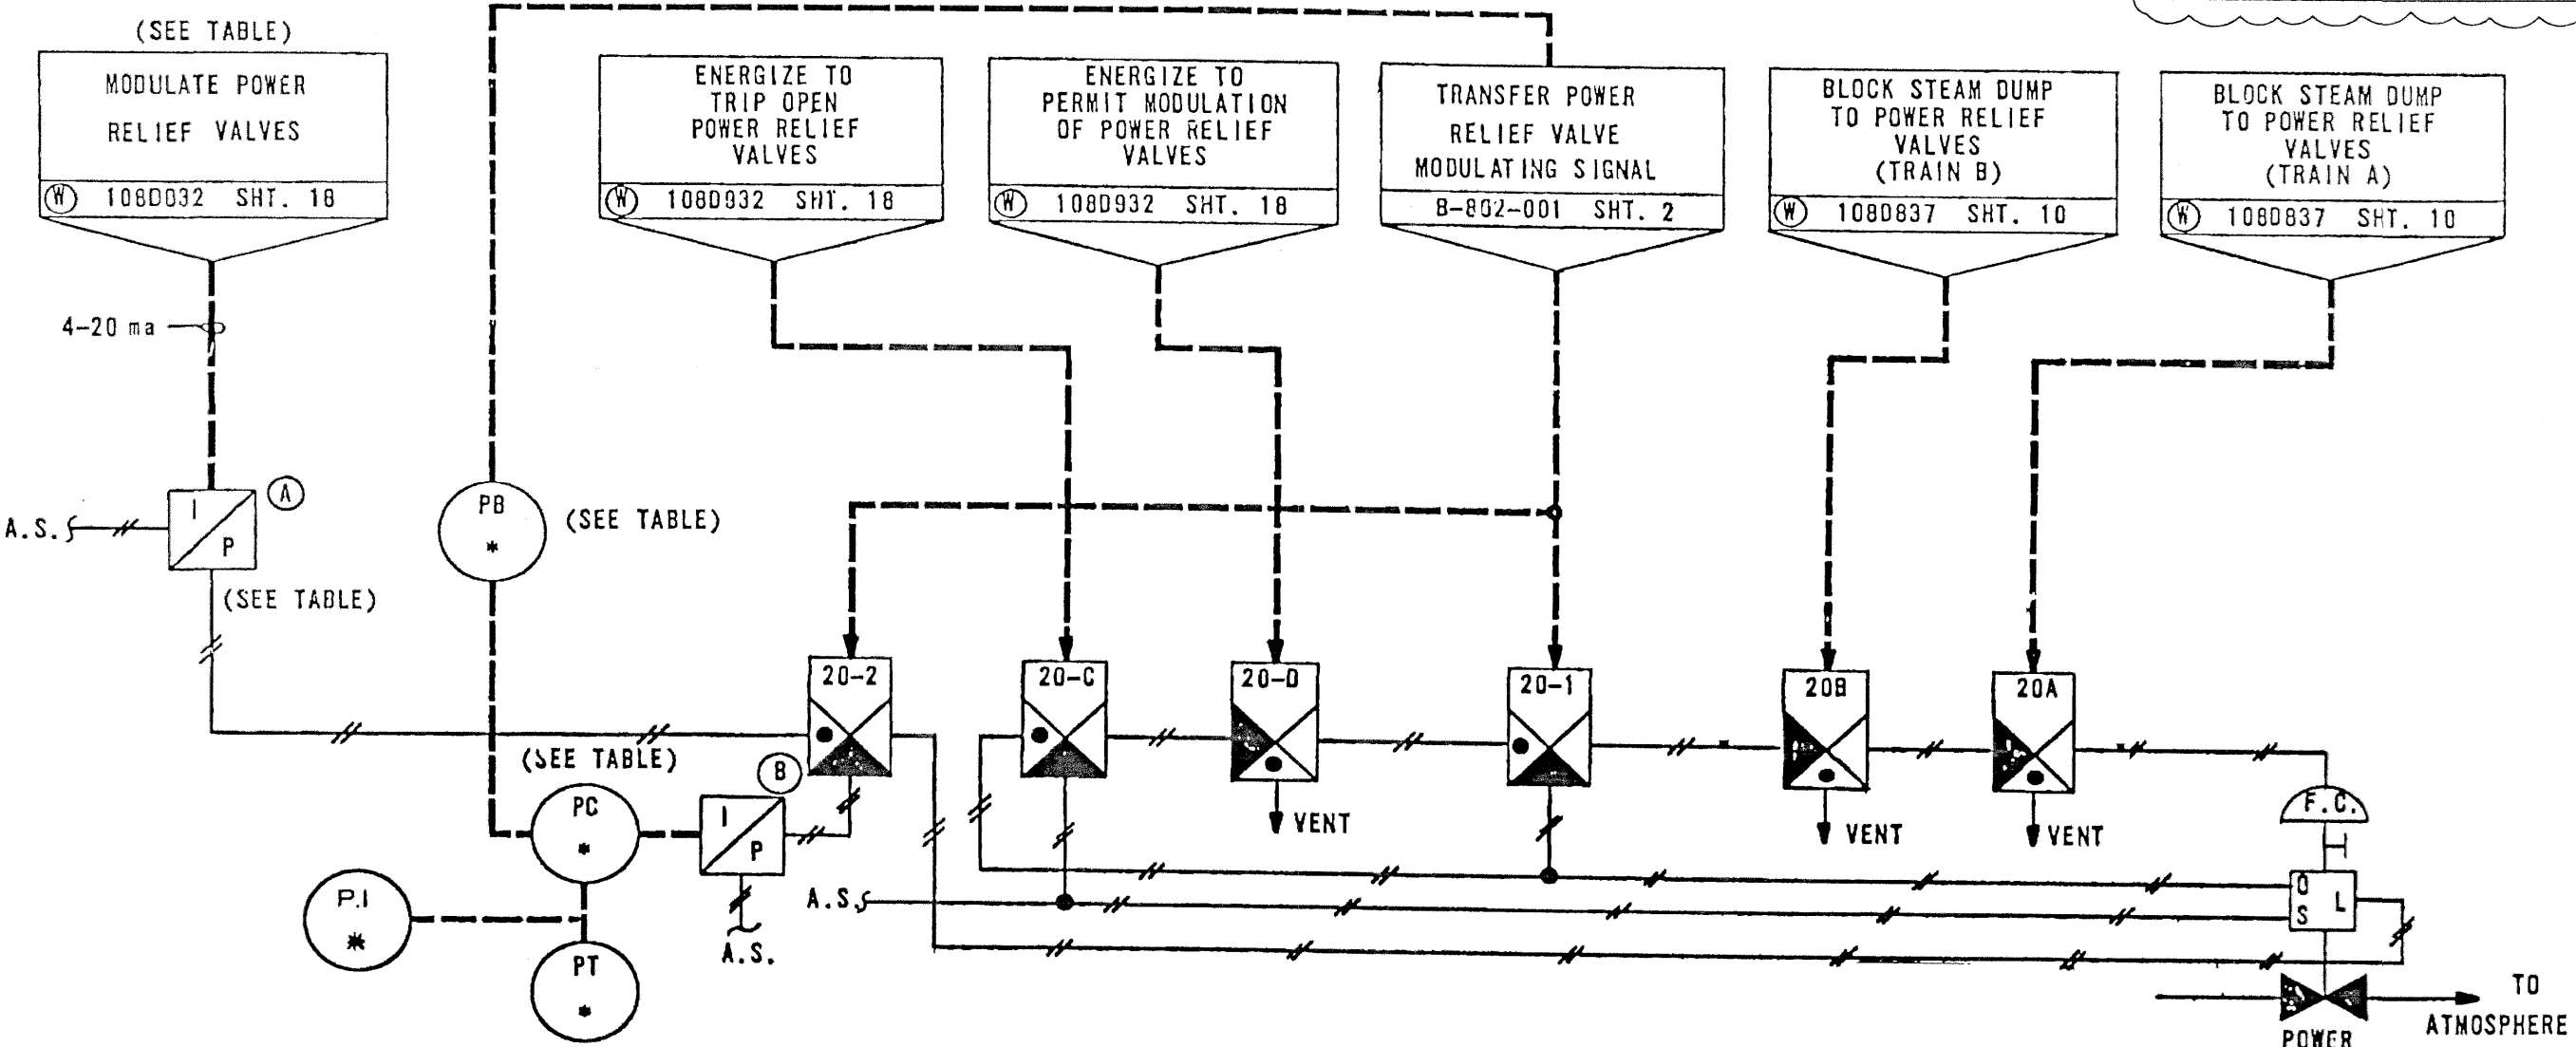 (SEE TABLE)
MODULATE POWER
RELIEF VALVES
W 108D032 SHT. 18
ENERGIZE TO
TRIP OPEN
POWER RELIEF
VALVES
W 108D932 SHT. 18
ENERGIZE TO
PERMIT MODULATION
OF POWER RELIEF
VALVES
W 108D932 SHT. 18
TRANSFER POWER
RELIEF VALVE
MODULATING SIGNAL
B-802-001 SHT. 2
BLOCK STEAM DUMP
TO POWER RELIEF
VALVES
(TRAIN B)
W 108D837 SHT. 10
BLOCK STEAM DUMP
TO POWER RELIEF
VALVES
(TRAIN A)
W 108D837 SHT. 10
4-20 ma
A.S.
I
P
A
(SEE TABLE)
PB
*
(SEE TABLE)
20-2
20-C
20-D
20-1
20B
20A
(SEE TABLE)
B
PC
*
I
P
A.S.
VENT
VENT
VENT
F.C.
A.S.
O
S
L
P.I
*
PT
*
TO
ATMOSPHERE
POWER